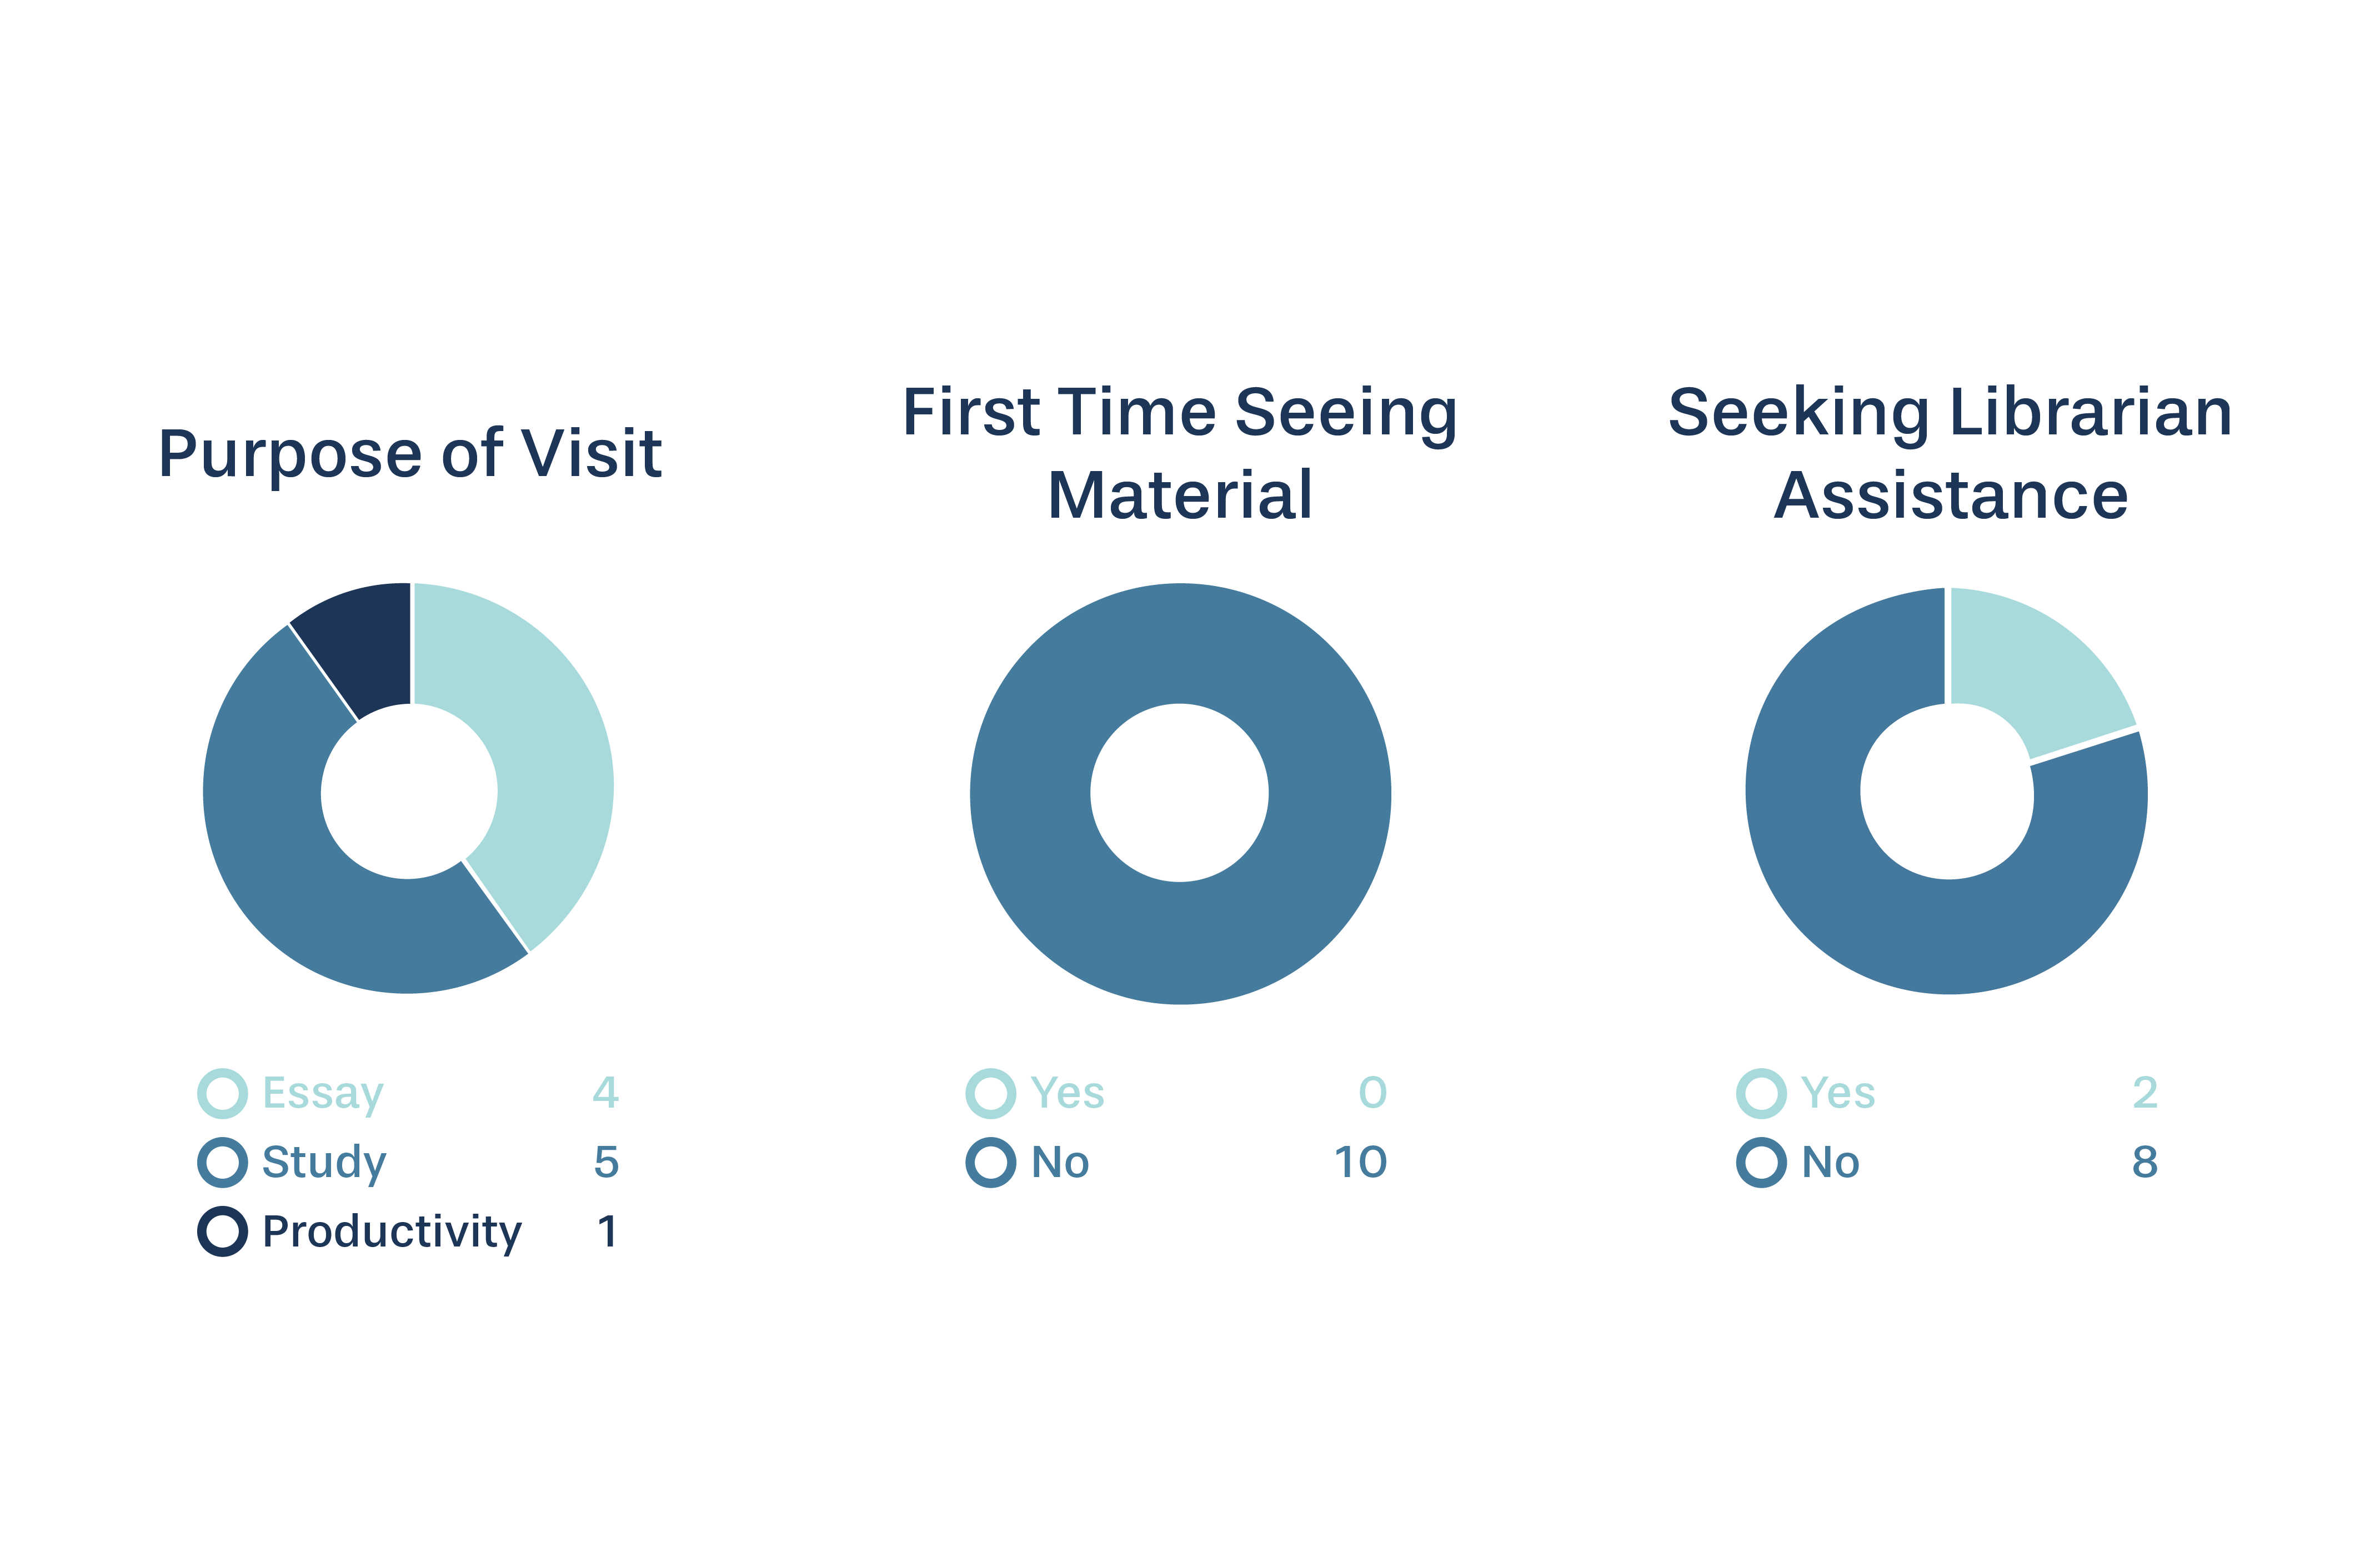 Purpose of Visit
Essay 4
Study 5
Productivity 1
First Time Seeing
Material
Yes 0
No 10
Seeking Librarian
Assistance
Yes 2
No 8